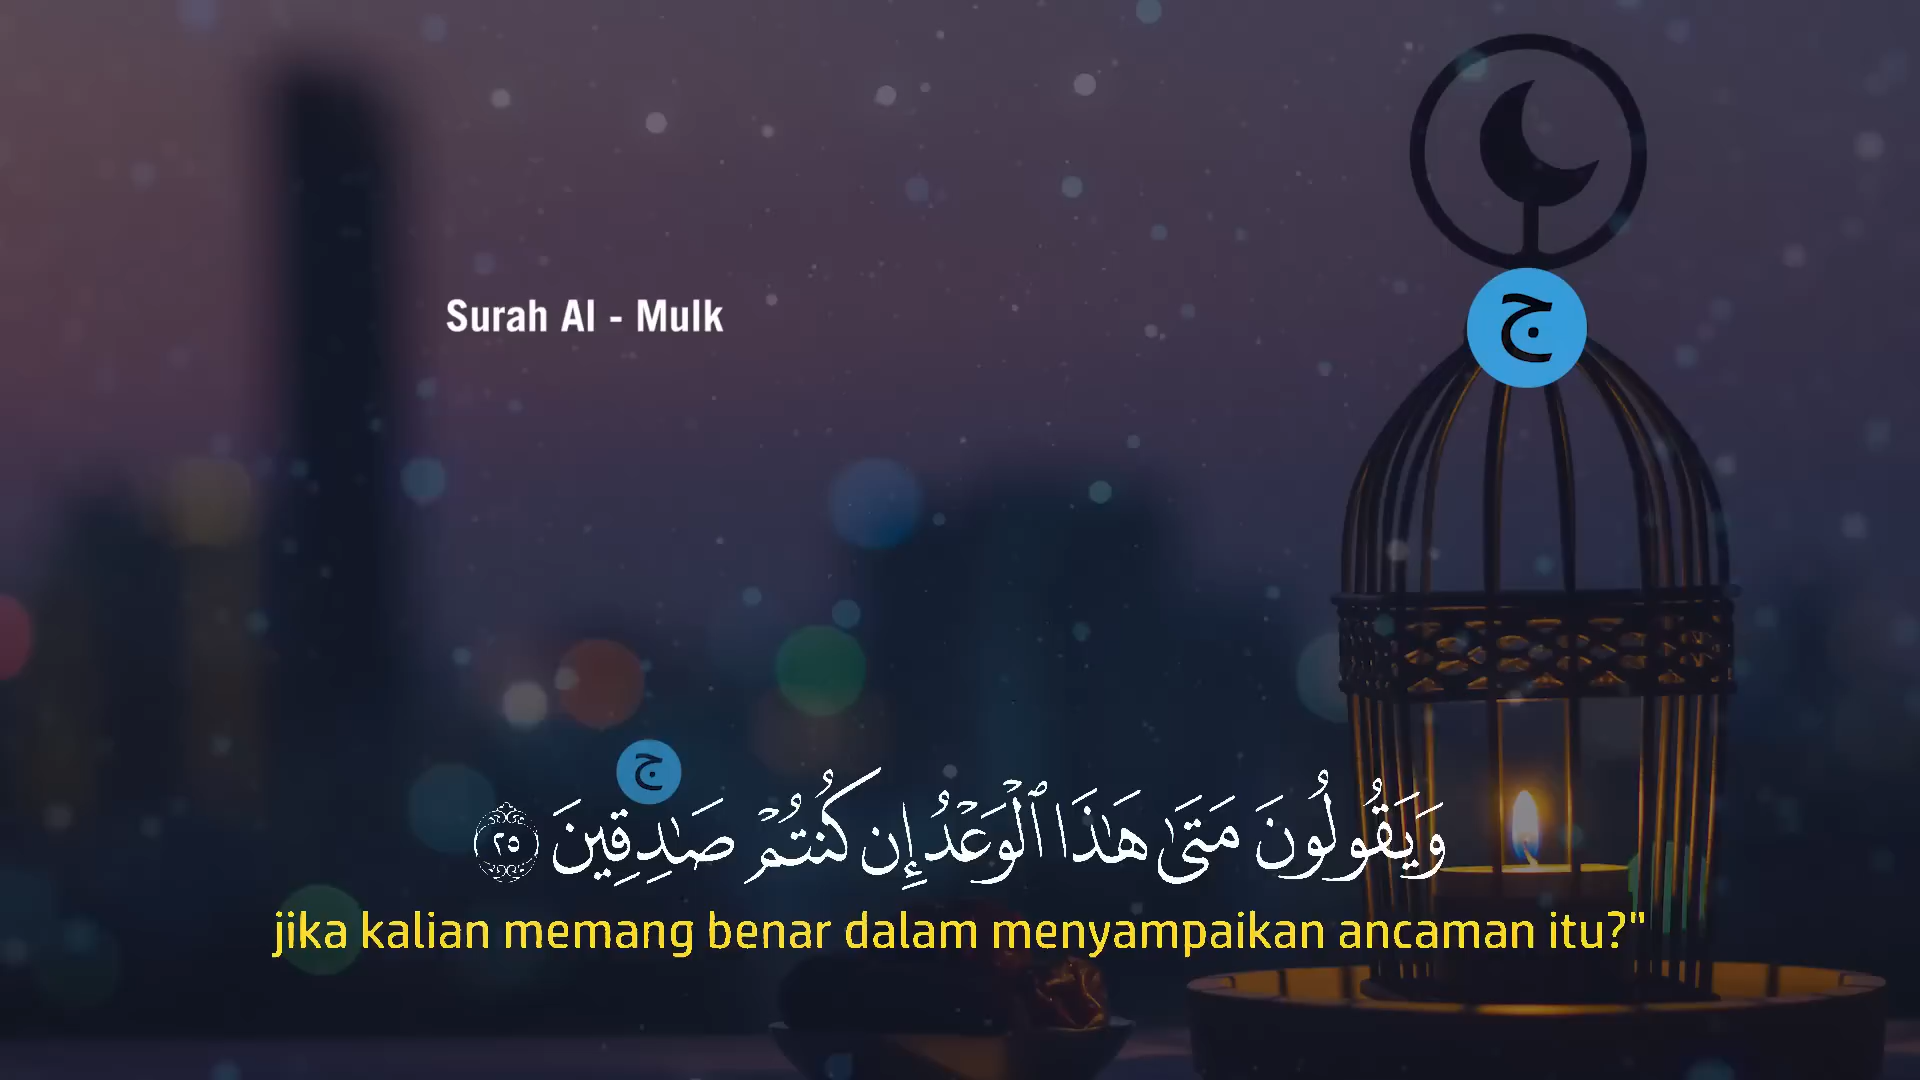 Surah Al - Mulk
ج
ج
وَيَقُولُونَ مَتَىٰ هَـٰذَا ٱلْوَعْدُ إِن كُنتُمْ صَـٰدِقِينَ ٢٥
jika kalian memang benar dalam menyampaikan ancaman itu?"